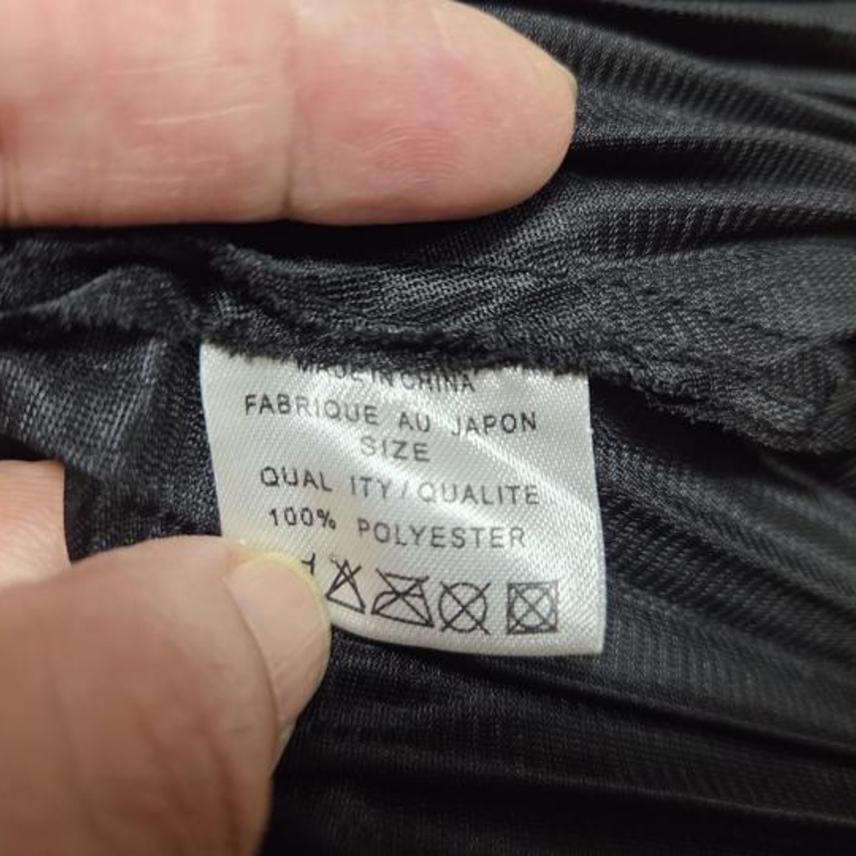 MADE IN CHINA
FABRIQUE AU JAPON
SIZE
QUAL ITY/QUALITE
100% POLYESTER